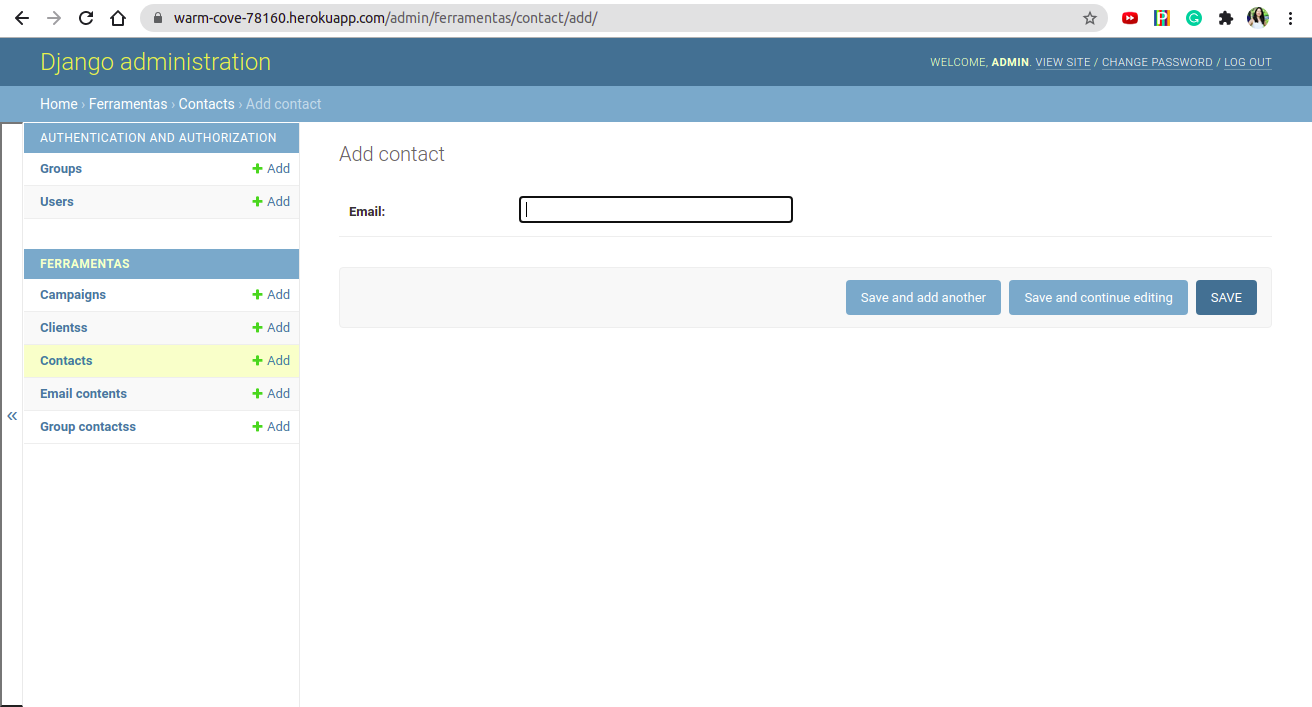 warm-cove-78160.herokuapp.com/admin/ferramentas/contact/add/
Django administration
WELCOME, ADMIN. VIEW SITE / CHANGE PASSWORD / LOG OUT
Home › Ferramentas › Contacts › Add contact
AUTHENTICATION AND AUTHORIZATION
Groups + Add
Users + Add
FERRAMENTAS
Campaigns + Add
Clientss + Add
Contacts + Add
Email contents + Add
Group contactss + Add
«
Add contact
Email:
Save and add another Save and continue editing SAVE